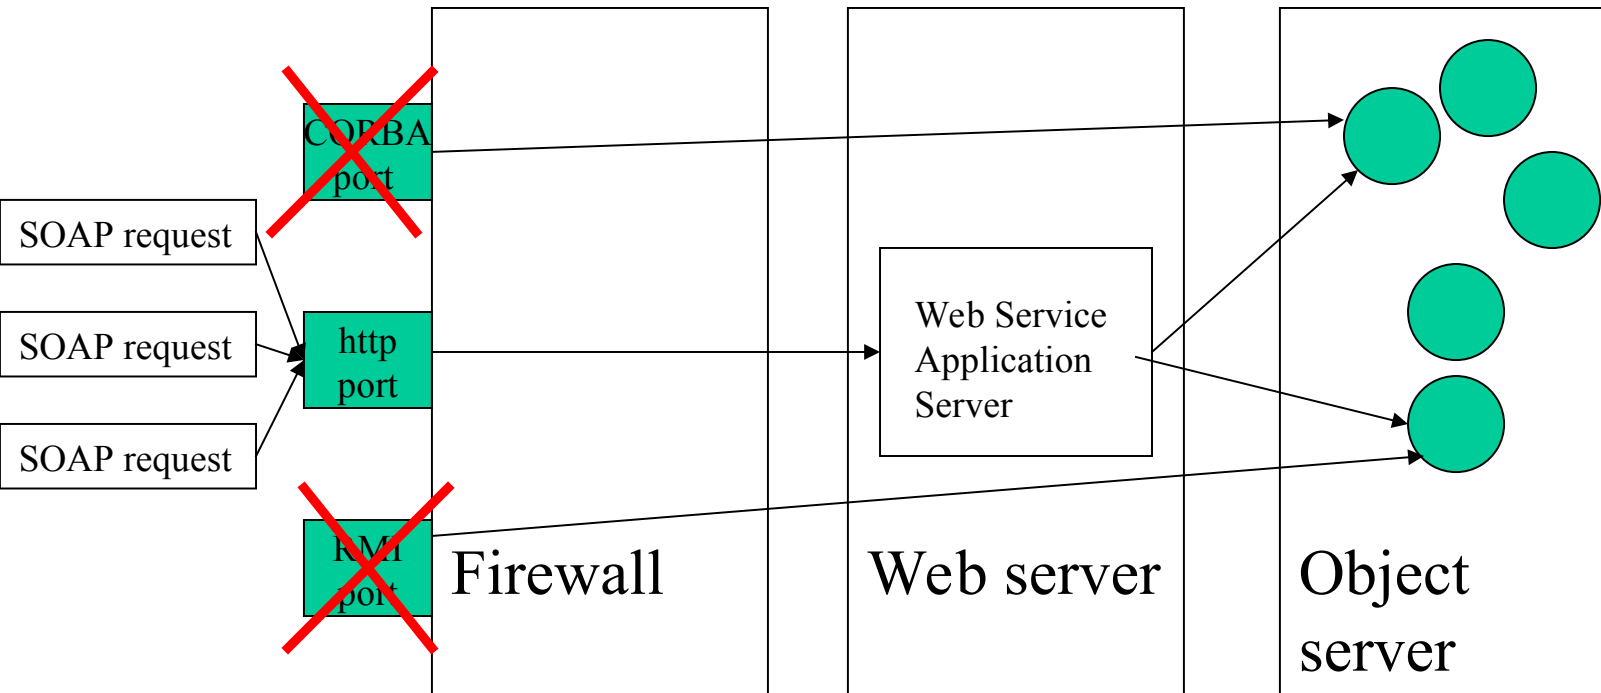 CORBA
port
SOAP request
SOAP request
SOAP request
http
port
RMI
port
Web Service
Application
Server
Firewall
Web server
Object
server